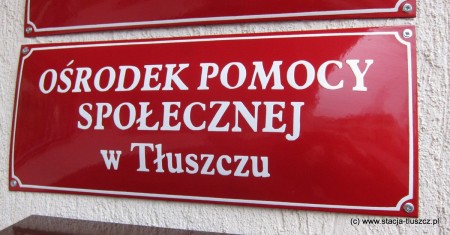 OŚRODEK POMOCY
SPOŁECZNEJ
w Tłuszczu
(c) www.stacja-tluszcz.pl